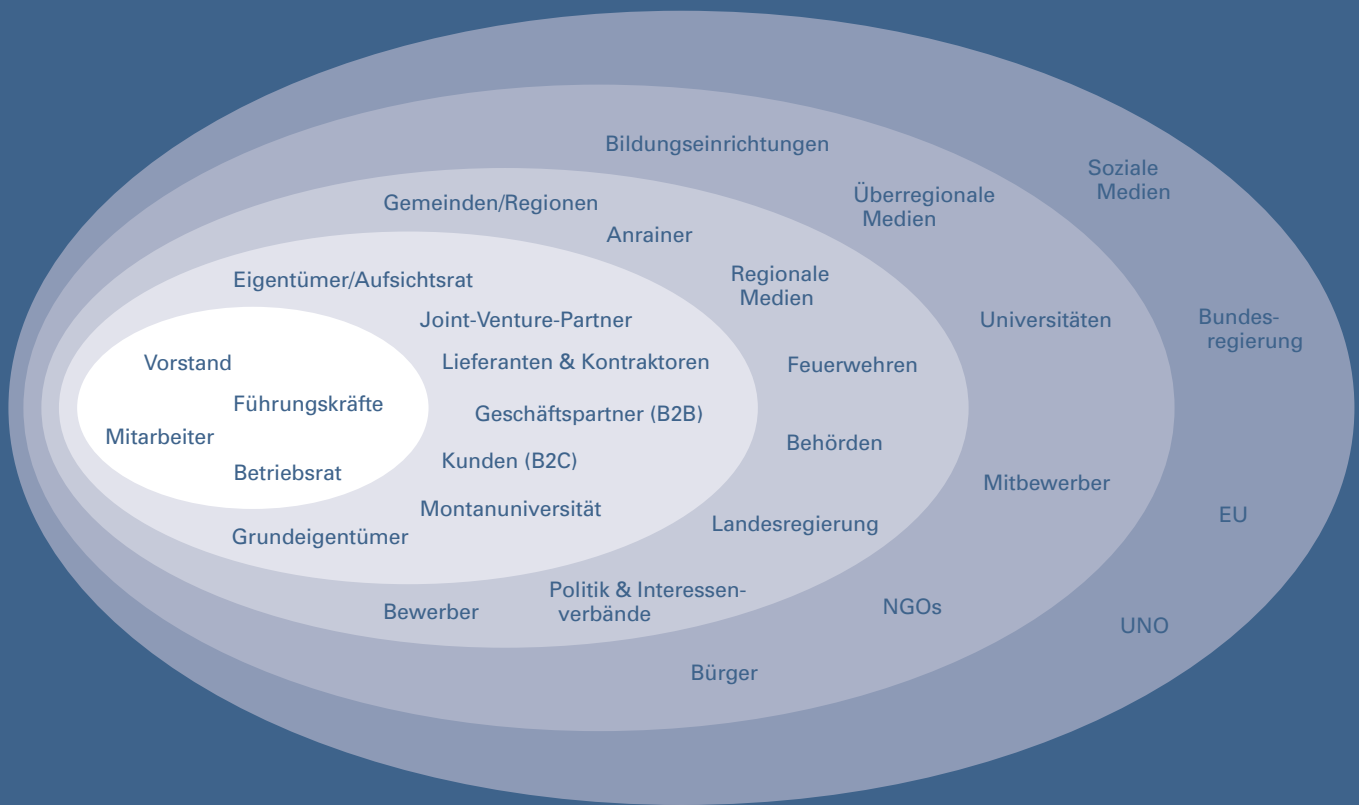 Bildungseinrichtungen
Soziale
Medien
Überregionale
Medien
Gemeinden/Regionen
Anrainer
Regionale
Medien
Eigentümer/Aufsichtsrat
Joint-Venture-Partner
Universitäten
Bundes-
regierung
Vorstand
Lieferanten & Kontraktoren
Feuerwehren
Führungskräfte
Geschäftspartner (B2B)
Mitarbeiter
Behörden
Betriebsrat
Kunden (B2C)
Mitbewerber
Montanuniversität
EU
Landesregierung
Grundeigentümer
Politik & Interessen-
verbände
Bewerber
NGOs
UNO
Bürger